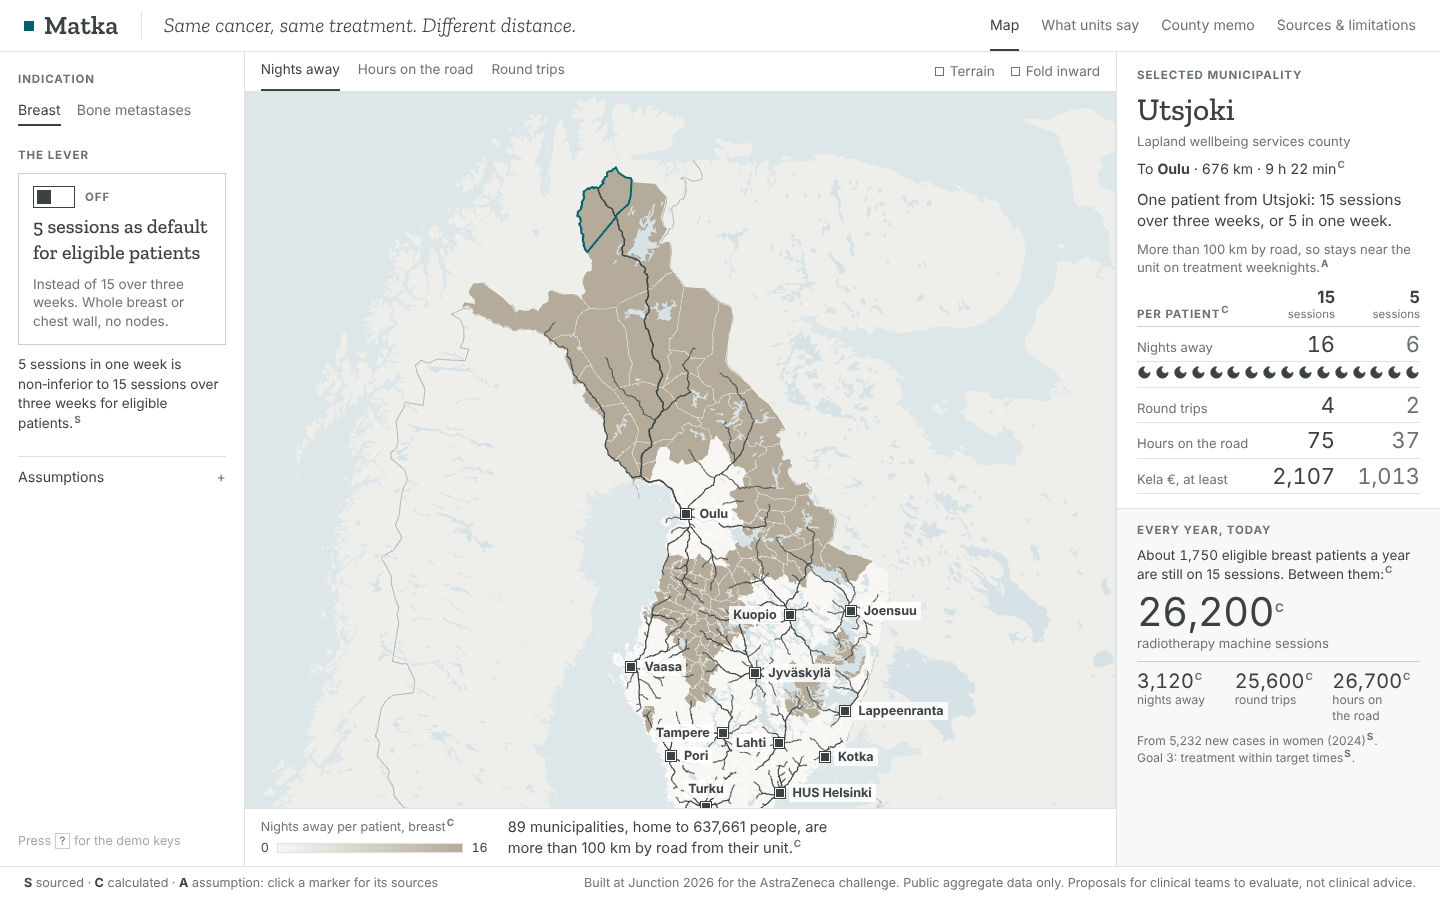 Matka
Same cancer, same treatment. Different distance.
Map
What units say
County memo
Sources & limitations
INDICATION
Breast
Bone metastases
THE LEVER
OFF
5 sessions as default
for eligible patients
Instead of 15 over three
weeks. Whole breast or
chest wall, no nodes.
5 sessions in one week is
non-inferior to 15 sessions over
three weeks for eligible
patients.S
Assumptions +
Press ? for the demo keys
Nights away
Hours on the road
Round trips
Terrain
Fold inward
Oulu
Kuopio
Joensuu
Vaasa
Jyväskylä
Lappeenranta
Tampere
Lahti
Pori
Kotka
Turku
HUS Helsinki
Nights away per patient, breastC
0 16
89 municipalities, home to 637,661 people, are
more than 100 km by road from their unit.C
SELECTED MUNICIPALITY
Utsjoki
Lapland wellbeing services county
To Oulu · 676 km · 9 h 22 minC
One patient from Utsjoki: 15 sessions
over three weeks, or 5 in one week.
More than 100 km by road, so stays near the
unit on treatment weeknights.A
PER PATIENTC 15 sessions 5 sessions
Nights away 16 6
Round trips 4 2
Hours on the road 75 37
Kela €, at least 2,107 1,013
EVERY YEAR, TODAY
About 1,750 eligible breast patients a year
are still on 15 sessions. Between them:C
26,200C
radiotherapy machine sessions
3,120C nights away
25,600C round trips
26,700C hours on the road
From 5,232 new cases in women (2024)S.
Goal 3: treatment within target timesS.
S sourced · C calculated · A assumption: click a marker for its sources
Built at Junction 2026 for the AstraZeneca challenge. Public aggregate data only. Proposals for clinical teams to evaluate, not clinical advice.